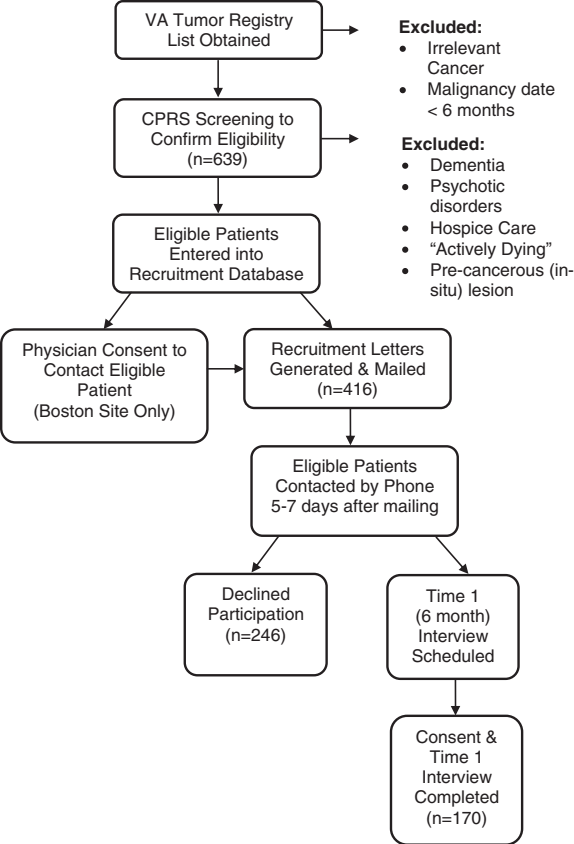 VA Tumor Registry
List Obtained
Excluded:
• Irrelevant
Cancer
• Malignancy date
< 6 months
CPRS Screening to
Confirm Eligibility
(n=639)
Excluded:
• Dementia
• Psychotic
disorders
• Hospice Care
• “Actively Dying”
• Pre-cancerous (in-
situ) lesion
Eligible Patients
Entered into
Recruitment Database
Physician Consent to
Contact Eligible
Patient
(Boston Site Only)
Recruitment Letters
Generated & Mailed
(n=416)
Eligible Patients
Contacted by Phone
5-7 days after mailing
Declined
Participation
(n=246)
Time 1
(6 month)
Interview
Scheduled
Consent &
Time 1
Interview
Completed
(n=170)